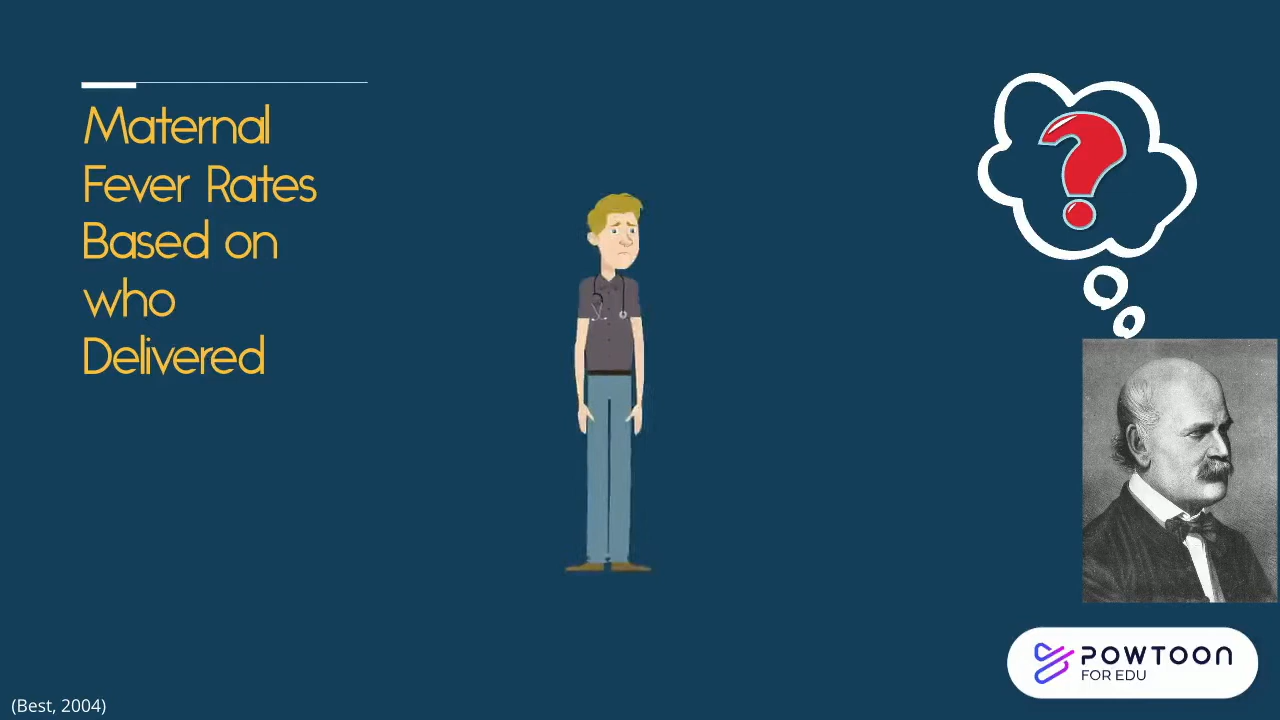 Maternal
Fever Rates
Based on
who
Delivered
POWTOON
FOR EDU
(Best, 2004)